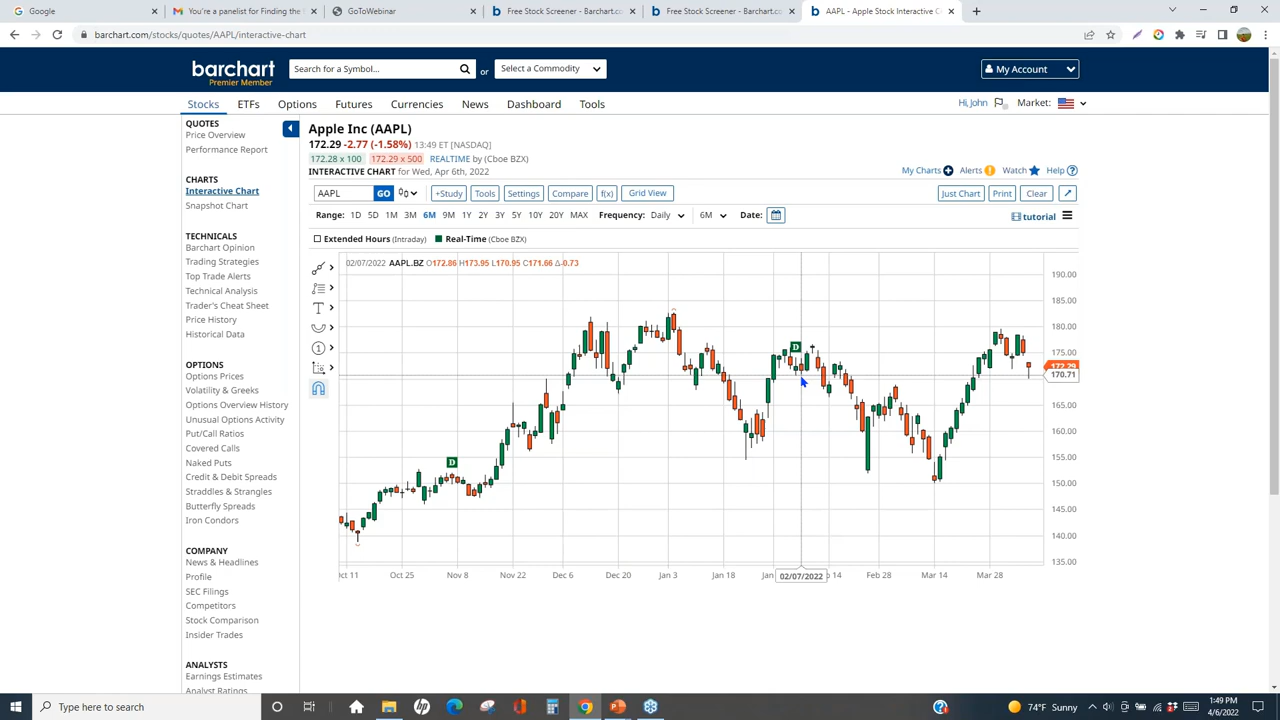 Google
You're a panelist for Finding the
GoToWebinar
Free Stock Screener - Barchart.co
Free Stock Screener - Barchart.co
AAPL - Apple Stock Interactive C
barchart.com/stocks/quotes/AAPL/interactive-chart
barchart
Premier Member
Search for a Symbol...
or
Select a Commodity
My Account
Stocks ETFs Options Futures Currencies News Dashboard Tools
Hi, John
Market:
QUOTES
Price Overview
Performance Report
CHARTS
Interactive Chart
Snapshot Chart
TECHNICALS
Barchart Opinion
Trading Strategies
Top Trade Alerts
Technical Analysis
Trader's Cheat Sheet
Price History
Historical Data
OPTIONS
Options Prices
Volatility & Greeks
Options Overview History
Unusual Options Activity
Put/Call Ratios
Covered Calls
Naked Puts
Credit & Debit Spreads
Straddles & Strangles
Butterfly Spreads
Iron Condors
COMPANY
News & Headlines
Profile
SEC Filings
Competitors
Stock Comparison
Insider Trades
ANALYSTS
Earnings Estimates
Analyst Ratings
Apple Inc (AAPL)
172.29 -2.77 (-1.58%) 13:49 ET [NASDAQ]
172.28 x 100 172.29 x 500 REALTIME by (Cboe BZX)
INTERACTIVE CHART for Wed, Apr 6th, 2022
My Charts Alerts Watch Help
AAPL GO +Study Tools Settings Compare f(x) Grid View
Just Chart Print Clear
Range: 1D 5D 1M 3M 6M 9M 1Y 2Y 3Y 5Y 10Y 20Y MAX Frequency: Daily 6M Date:
tutorial
Extended Hours (Intraday) Real-Time (Cboe BZX)
02/07/2022 AAPL.BZ O172.86 H173.95 L170.95 C171.66 Δ-0.73
T
1
D
D
190.00
185.00
180.00
175.00
172.29
170.71
165.00
160.00
155.00
150.00
145.00
140.00
135.00
Oct 25 Nov 8 Nov 22 Dec 6 Dec 20 Jan 3 Jan 18 02/07/2022 14 Feb 28 Mar 14 Mar 28
Type here to search
74°F Sunny
1:49 PM
4/6/2022